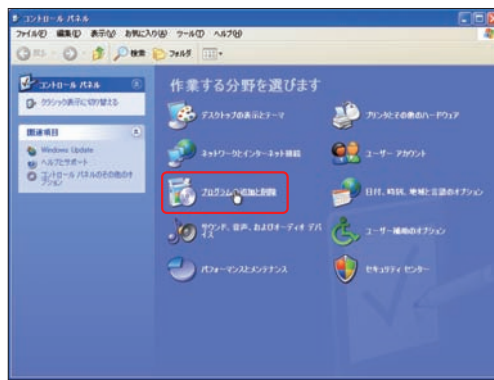 コントロール パネル
ファイル(F) 編集(E) 表示(V) お気に入り(A) ツール(T) ヘルプ(H)
戻る 検索 フォルダ
コントロール パネル
クラシック表示に切り替える
関連項目
Windows Update
ヘルプとサポート
コントロール パネルのその他のオプション
作業する分野を選びます
デスクトップの表示とテーマ
プリンタとその他のハードウェア
ネットワークとインターネット接続
ユーザー アカウント
プログラムの追加と削除
日付、時刻、地域と言語のオプション
サウンド、音声、およびオーディオ デバイス
ユーザー補助のオプション
パフォーマンスとメンテナンス
セキュリティ センター